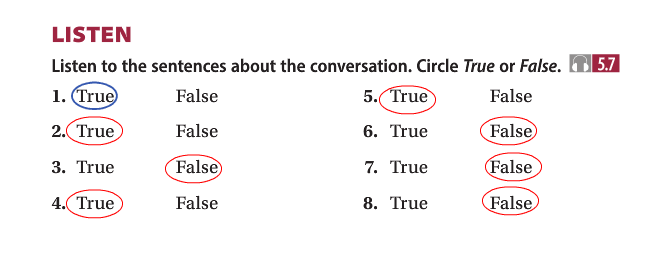 LISTEN
Listen to the sentences about the conversation. Circle True or False. 5.7
1. True False 5. True False
2. True False 6. True False
3. True False 7. True False
4. True False 8. True False